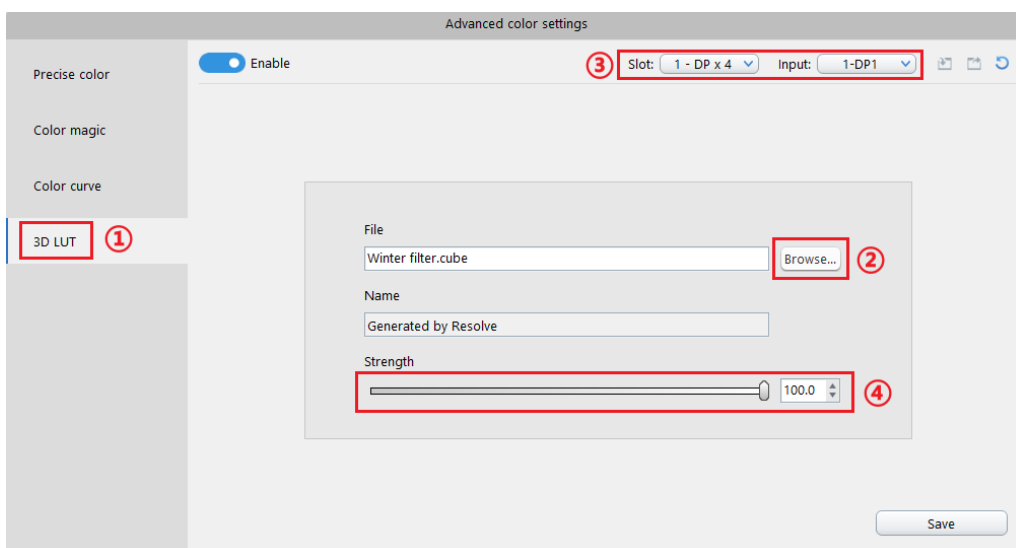 Advanced color settings
Precise color
Color magic
Color curve
3D LUT ①
Enable
③ Slot: 1 - DP x 4 Input: 1-DP1
File
Winter filter.cube Browse... ②
Name
Generated by Resolve
Strength
100.0 ④
Save